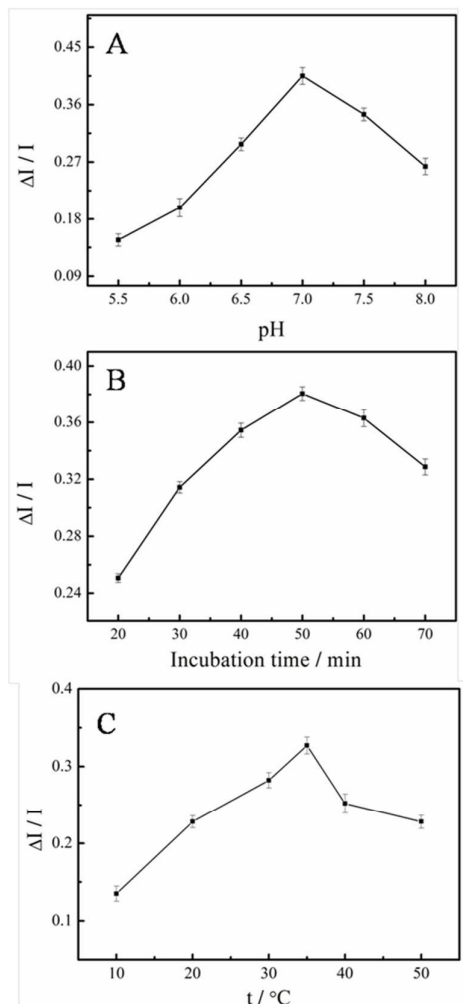 A
0.45
0.36
0.27
0.18
0.09
ΔI / I
5.5 6.0 6.5 7.0 7.5 8.0
pH
B
0.40
0.36
0.32
0.28
0.24
ΔI / I
20 30 40 50 60 70
Incubation time / min
C
0.4
0.3
0.2
0.1
ΔI / I
10 20 30 40 50
t / °C